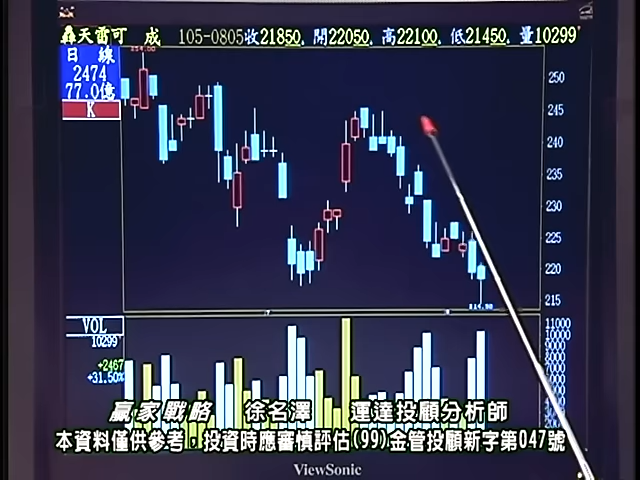 轟天雷可 成 105-0805收21850. 開22050. 高22100. 低21450. 量10299'
日 線
2474
77.0億
K
250
245
240
235
230
225
220
215
214.50
VOL
10299'
+2467
+31.50%
11000
10000
贏家戰略 徐名澤 運達投顧分析師
本資料僅供參考，投資時應審慎評估(99)金管投顧新字第047號
ViewSonic